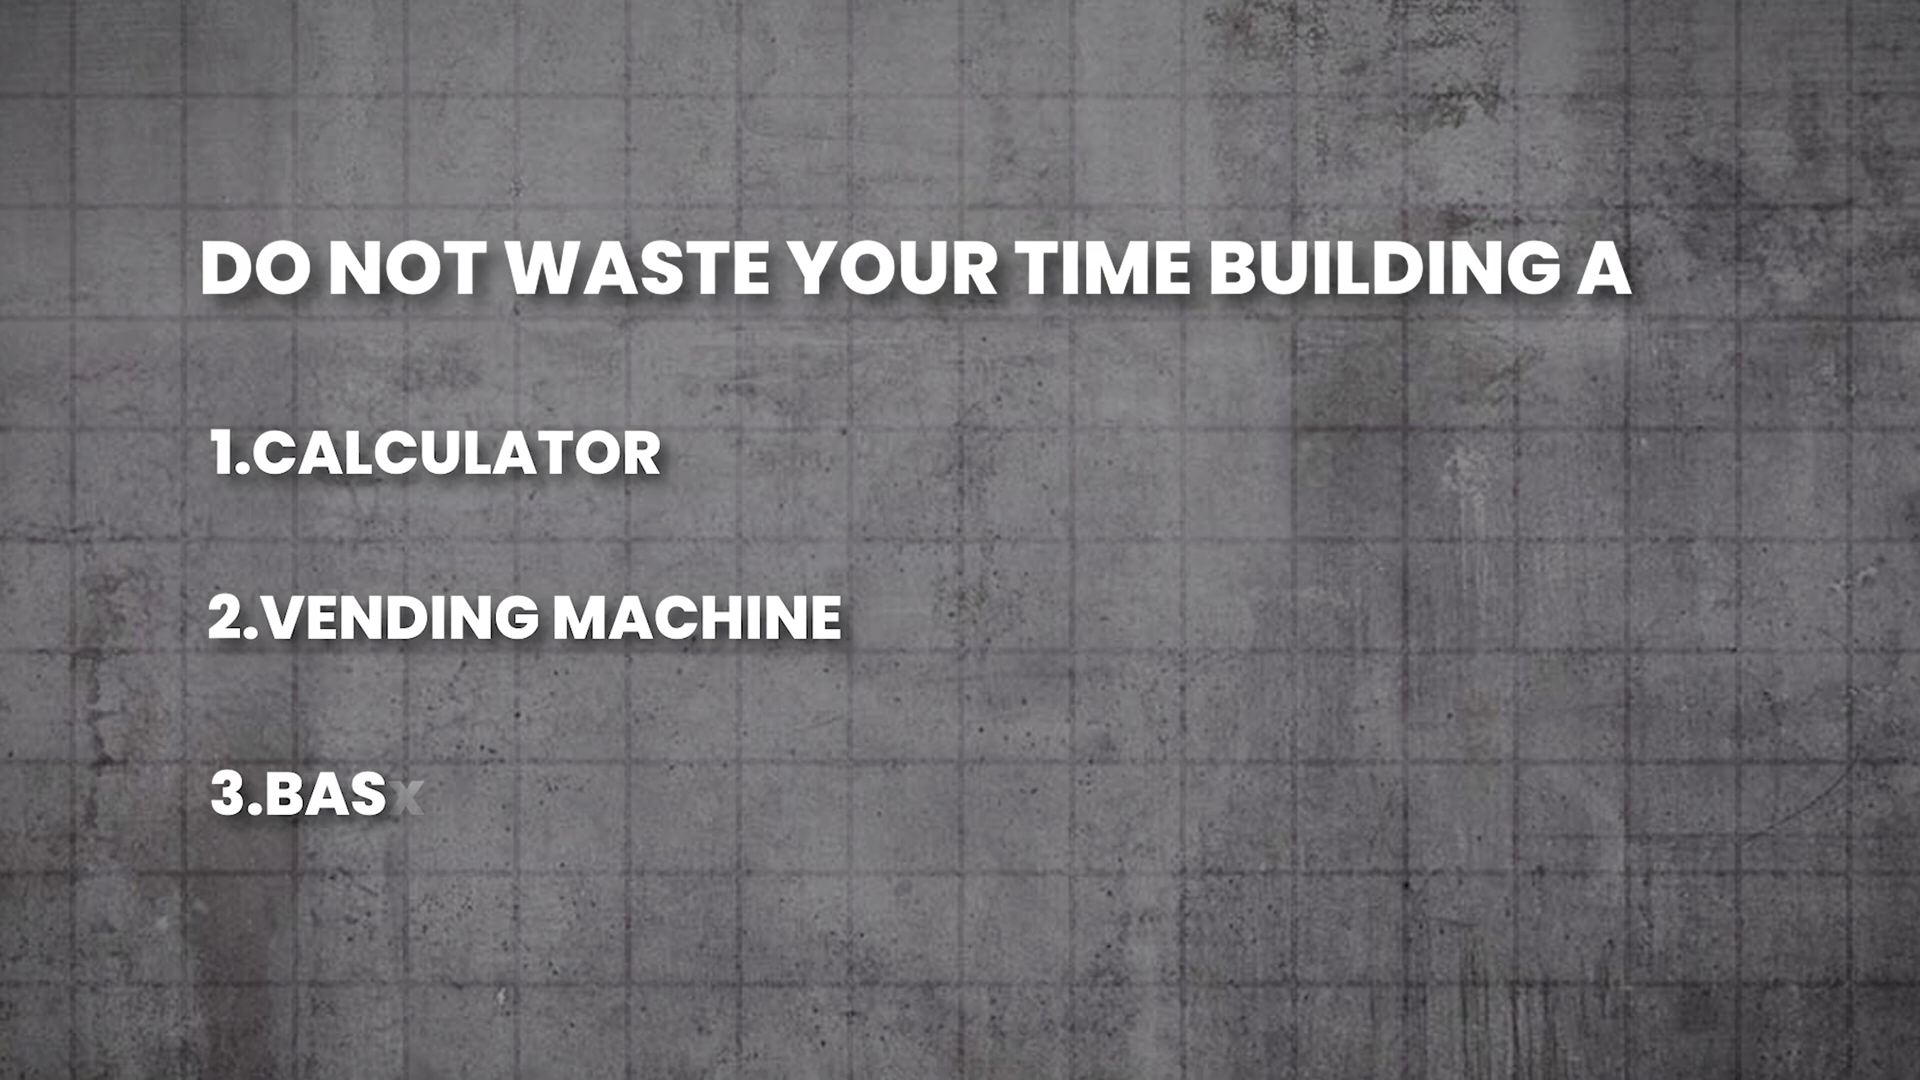 DO NOT WASTE YOUR TIME BUILDING A
1.CALCULATOR
2.VENDING MACHINE
3.BAS